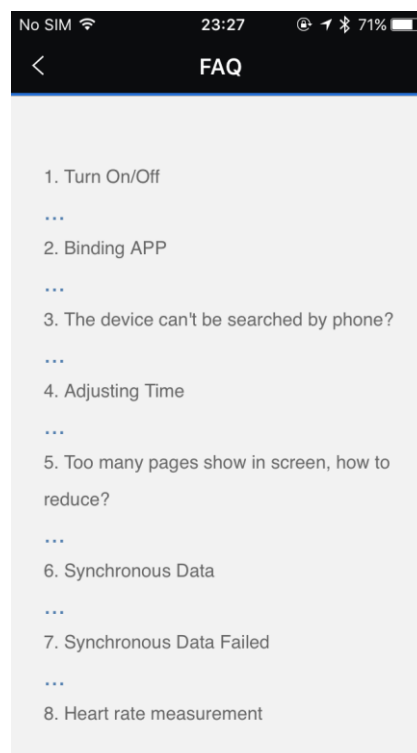 No SIM 23:27 71%
FAQ
1. Turn On/Off
...
2. Binding APP
...
3. The device can't be searched by phone?
...
4. Adjusting Time
...
5. Too many pages show in screen, how to
reduce?
...
6. Synchronous Data
...
7. Synchronous Data Failed
...
8. Heart rate measurement